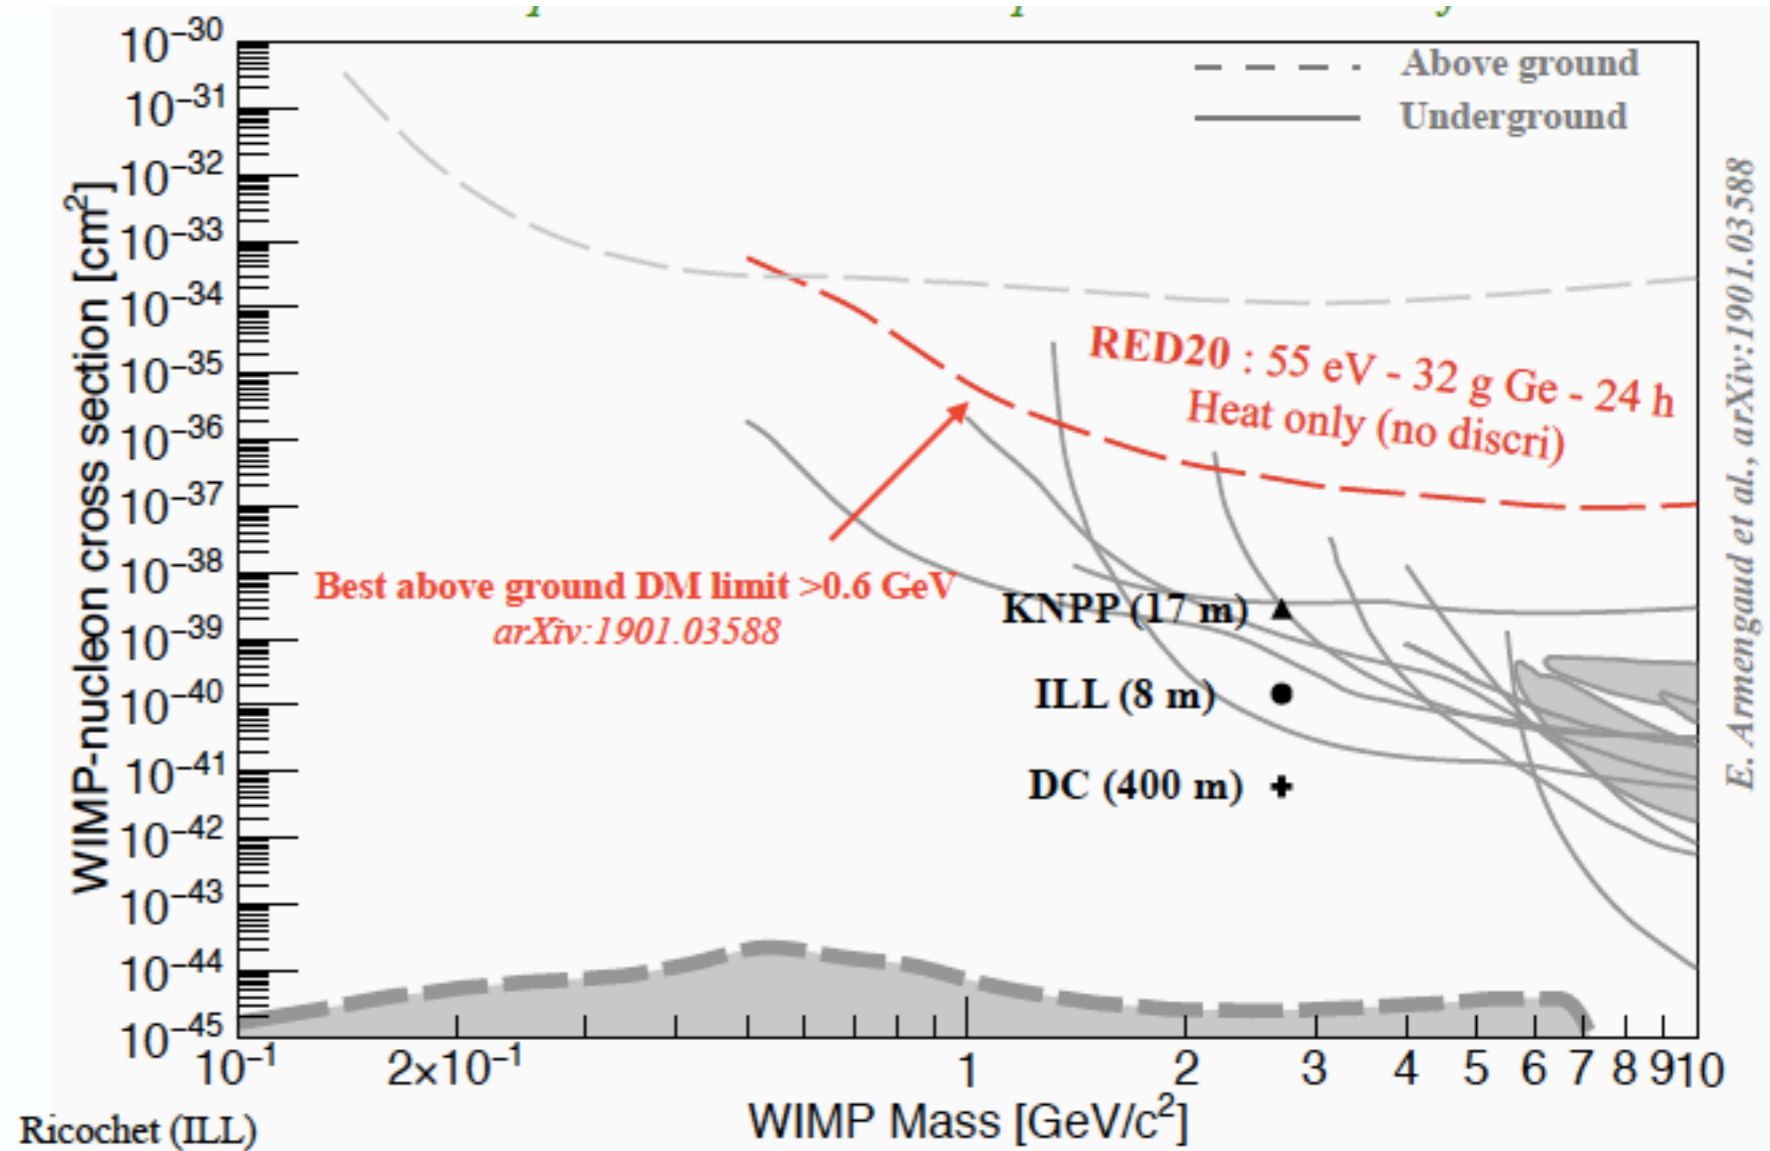 10⁻³⁰
10⁻³¹
10⁻³²
10⁻³³
10⁻³⁴
10⁻³⁵
10⁻³⁶
10⁻³⁷
10⁻³⁸
10⁻³⁹
10⁻⁴⁰
10⁻⁴¹
10⁻⁴²
10⁻⁴³
10⁻⁴⁴
10⁻⁴⁵
WIMP-nucleon cross section [cm²]
Above ground
Underground
RED20 : 55 eV - 32 g Ge - 24 h
Heat only (no discri)
Best above ground DM limit >0.6 GeV
arXiv:1901.03588
KNPP (17 m)
ILL (8 m)
DC (400 m)
E. Armengaud et al., arXiv:1901.03588
10⁻¹ 2×10⁻¹ 1 2 3 4 5 6 7 8 910
WIMP Mass [GeV/c²]
Ricochet (ILL)